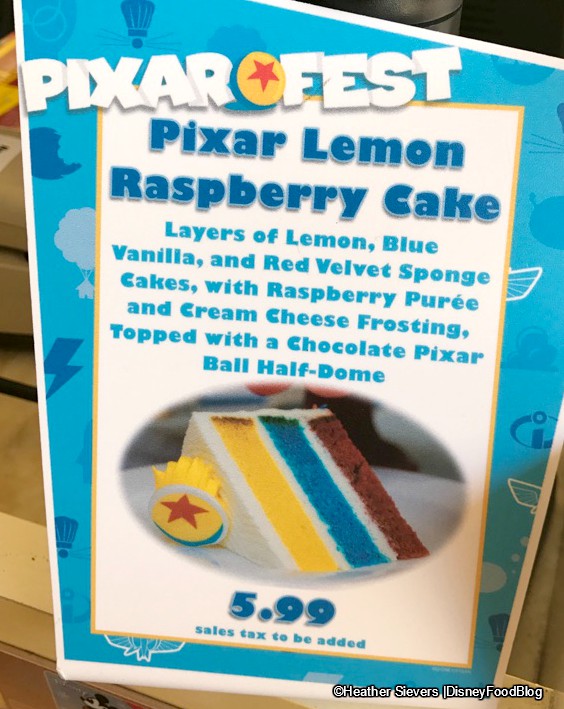 PIXAR FEST
Pixar Lemon
Raspberry Cake
Layers of Lemon, Blue
Vanilla, and Red Velvet Sponge
Cakes, with Raspberry Purée
and Cream Cheese Frosting,
Topped with a Chocolate Pixar
Ball Half-Dome
5.99
sales tax to be added
©Heather Sievers |DisneyFoodBlog